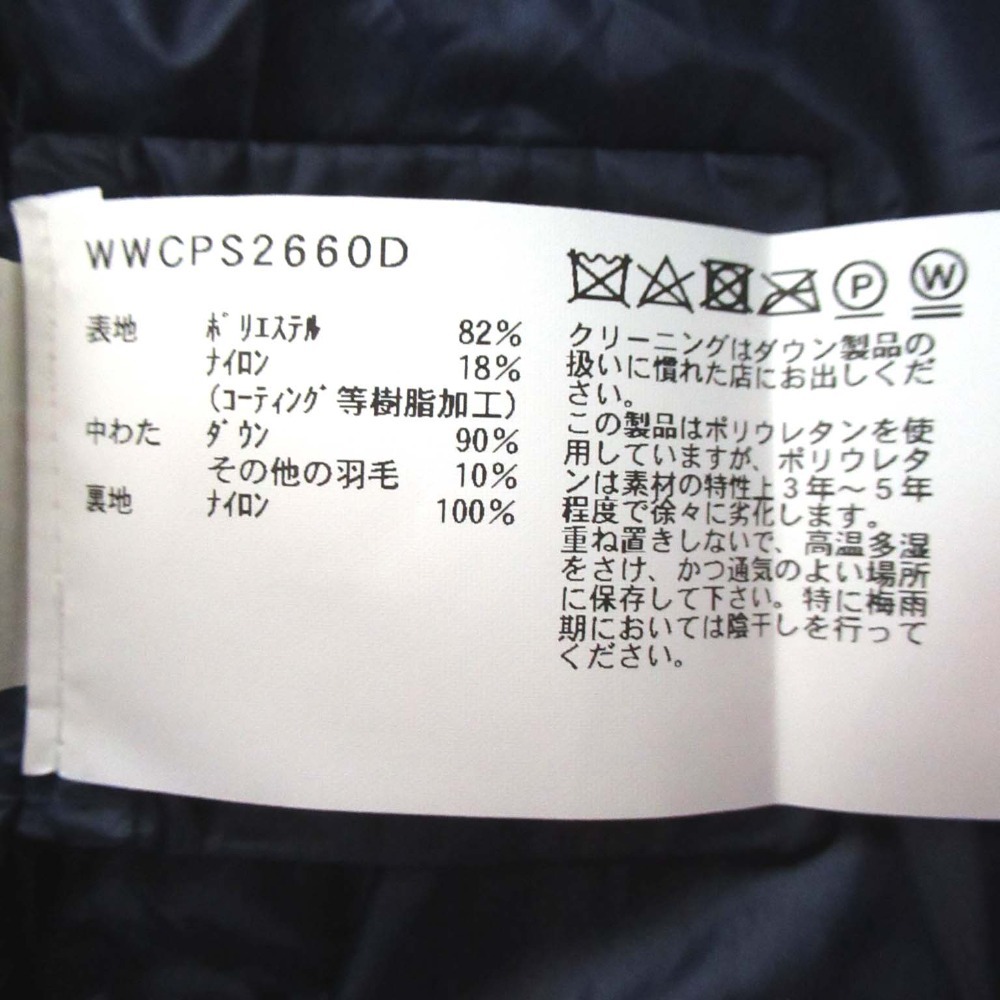 WWCPS2660D
表地 ﾎﾟﾘｴｽﾃﾙ 82%
ﾅｲﾛﾝ 18%
(ｺｰﾃｨﾝｸﾞ等樹脂加工)
中わた ﾀﾞｳﾝ 90%
その他の羽毛 10%
裏地 ﾅｲﾛﾝ 100%
P W
クリーニングはダウン製品の
扱いに慣れた店にお出しくだ
さい。
この製品はポリウレタンを使
用していますが、ポリウレタ
ンは素材の特性上3年～5年
程度で徐々に劣化します。
重ね置きしないで、高温多湿
をさけ、かつ通気のよい場所
に保存して下さい。特に梅雨
期においては陰干しを行って
ください。